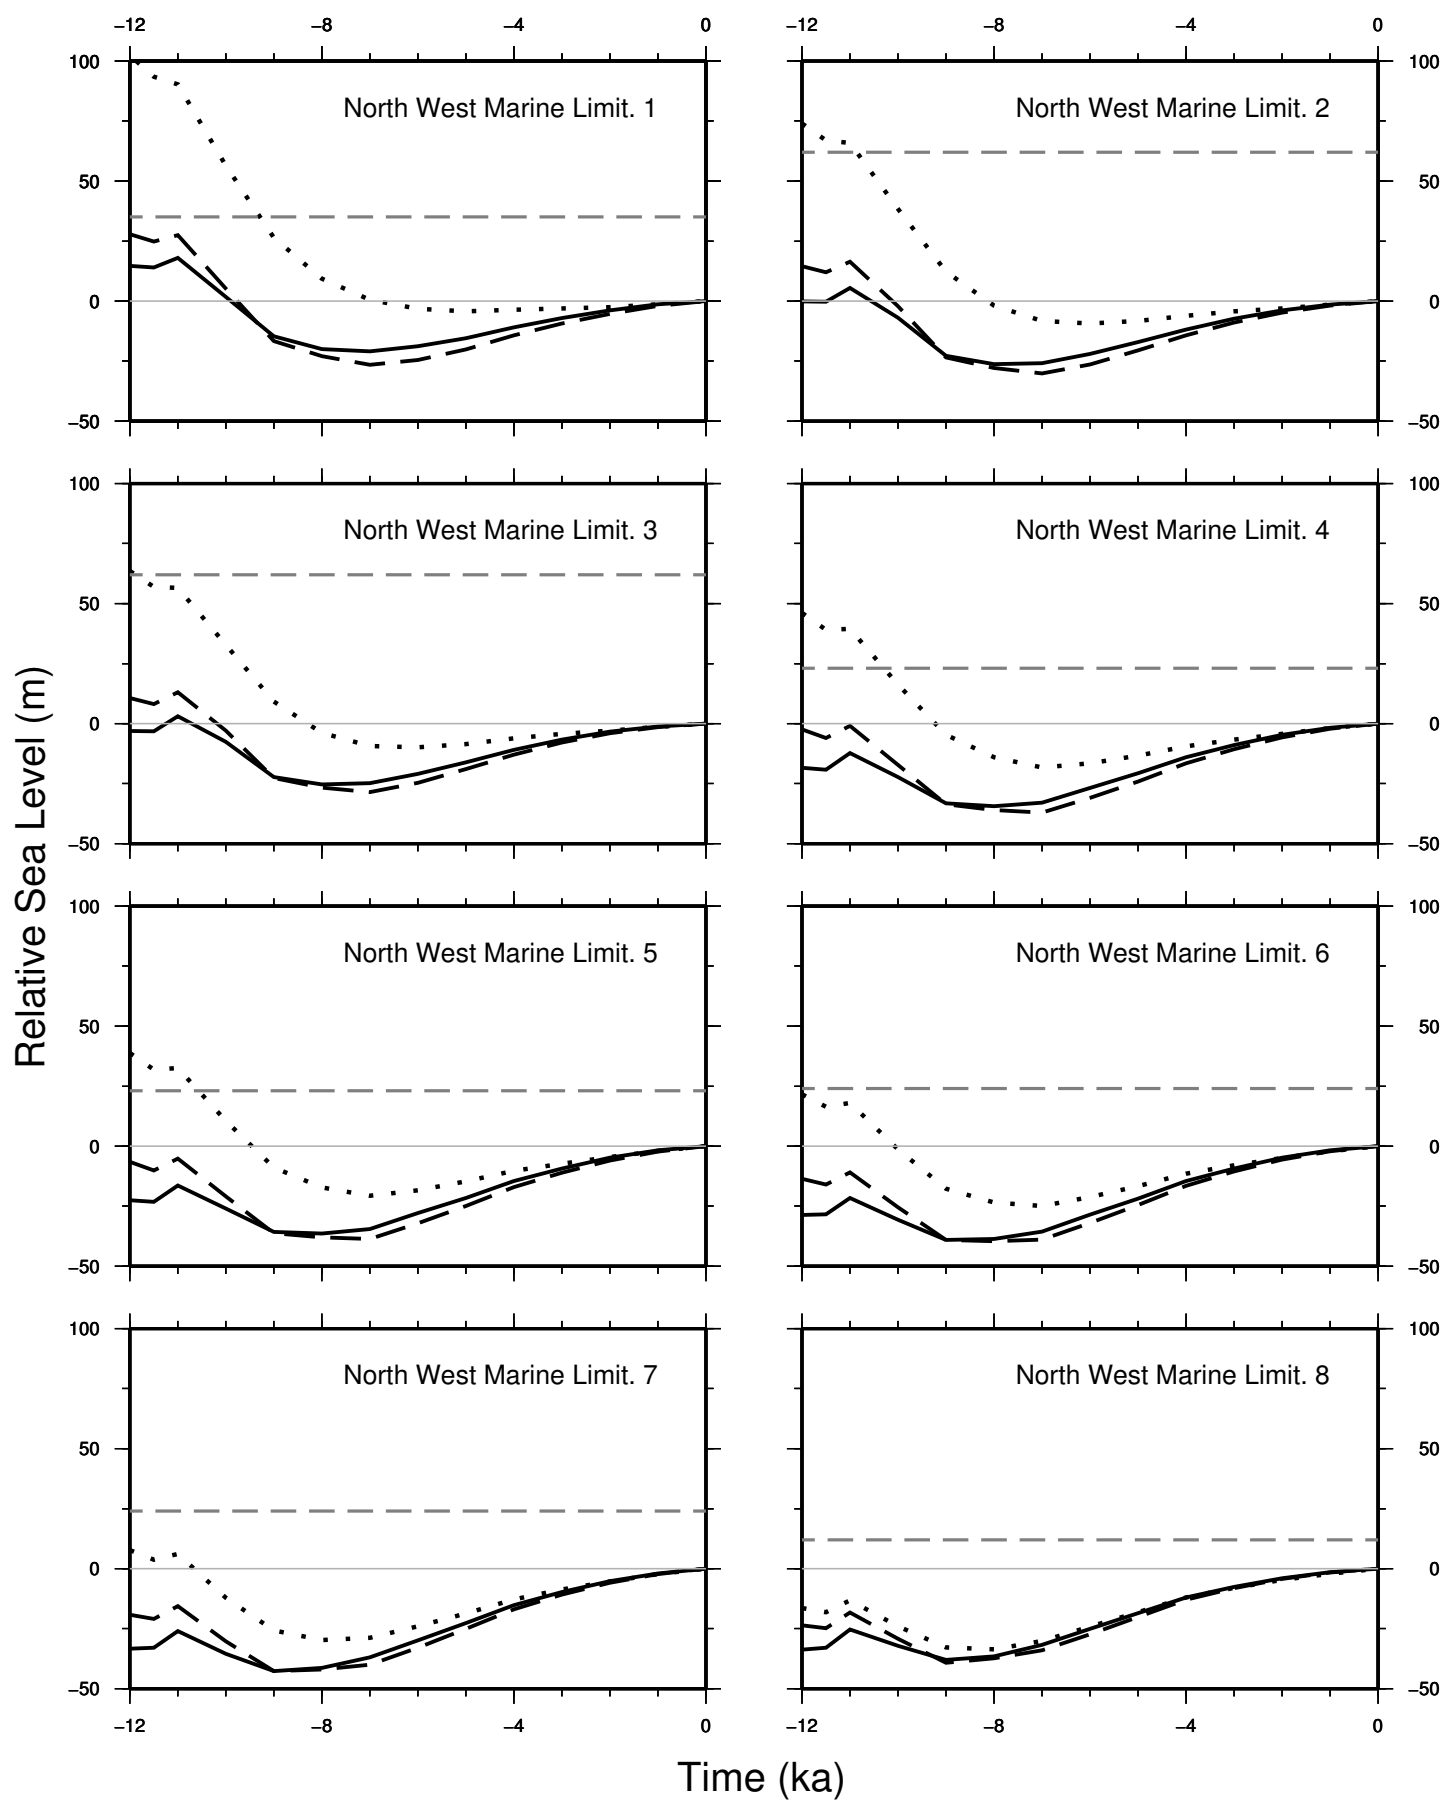 −12 −8 −4 0 −12 −8 −4 0
100 100
North West Marine Limit. 1 North West Marine Limit. 2
50 50
0 0
−50 −50
100 100
North West Marine Limit. 3 North West Marine Limit. 4
50 50
0 0
−50 −50
Relative Sea Level (m)
100 100
North West Marine Limit. 5 North West Marine Limit. 6
50 50
0 0
−50 −50
100 100
North West Marine Limit. 7 North West Marine Limit. 8
50 50
0 0
−50 −50
−12 −8 −4 0 −12 −8 −4 0
Time (ka)